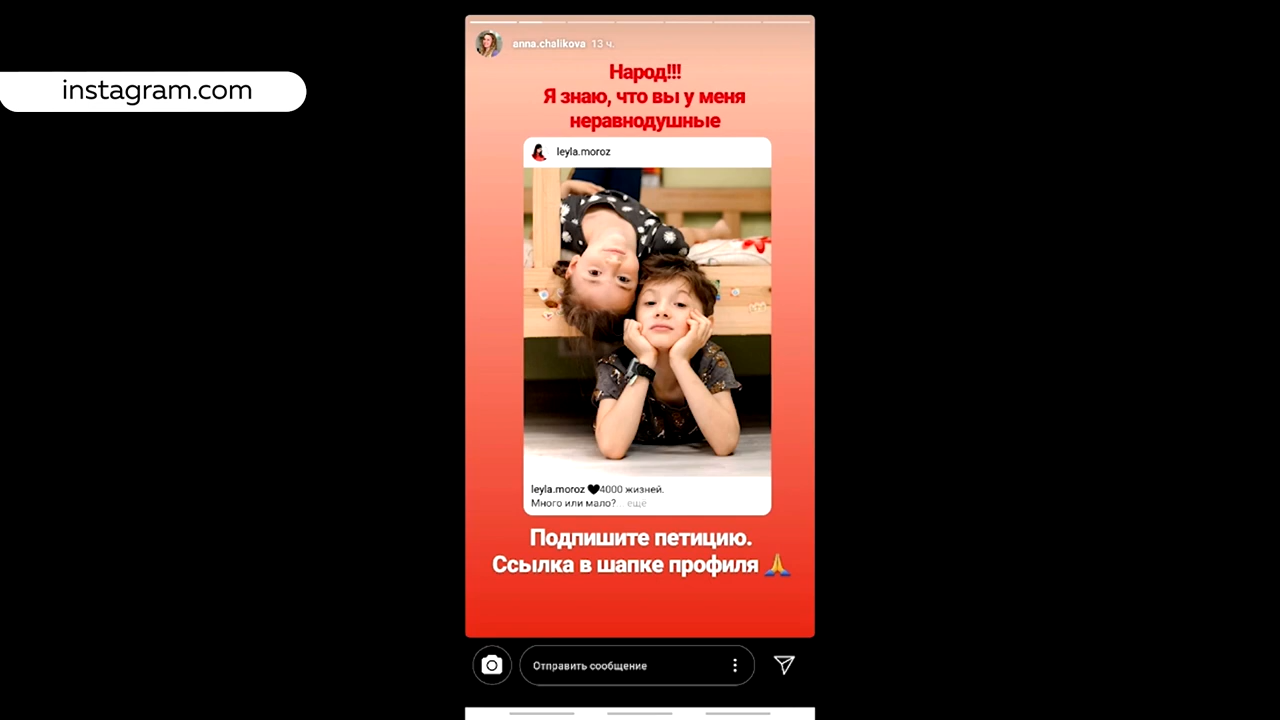 instagram.com
anna.chalikova 13 ч.
Народ!!!
Я знаю, что вы у меня
неравнодушные
leyla.moroz
leyla.moroz 🖤4000 жизней.
Много или мало?... ещё
Подпишите петицию.
Ссылка в шапке профиля 🙏
Отправить сообщение